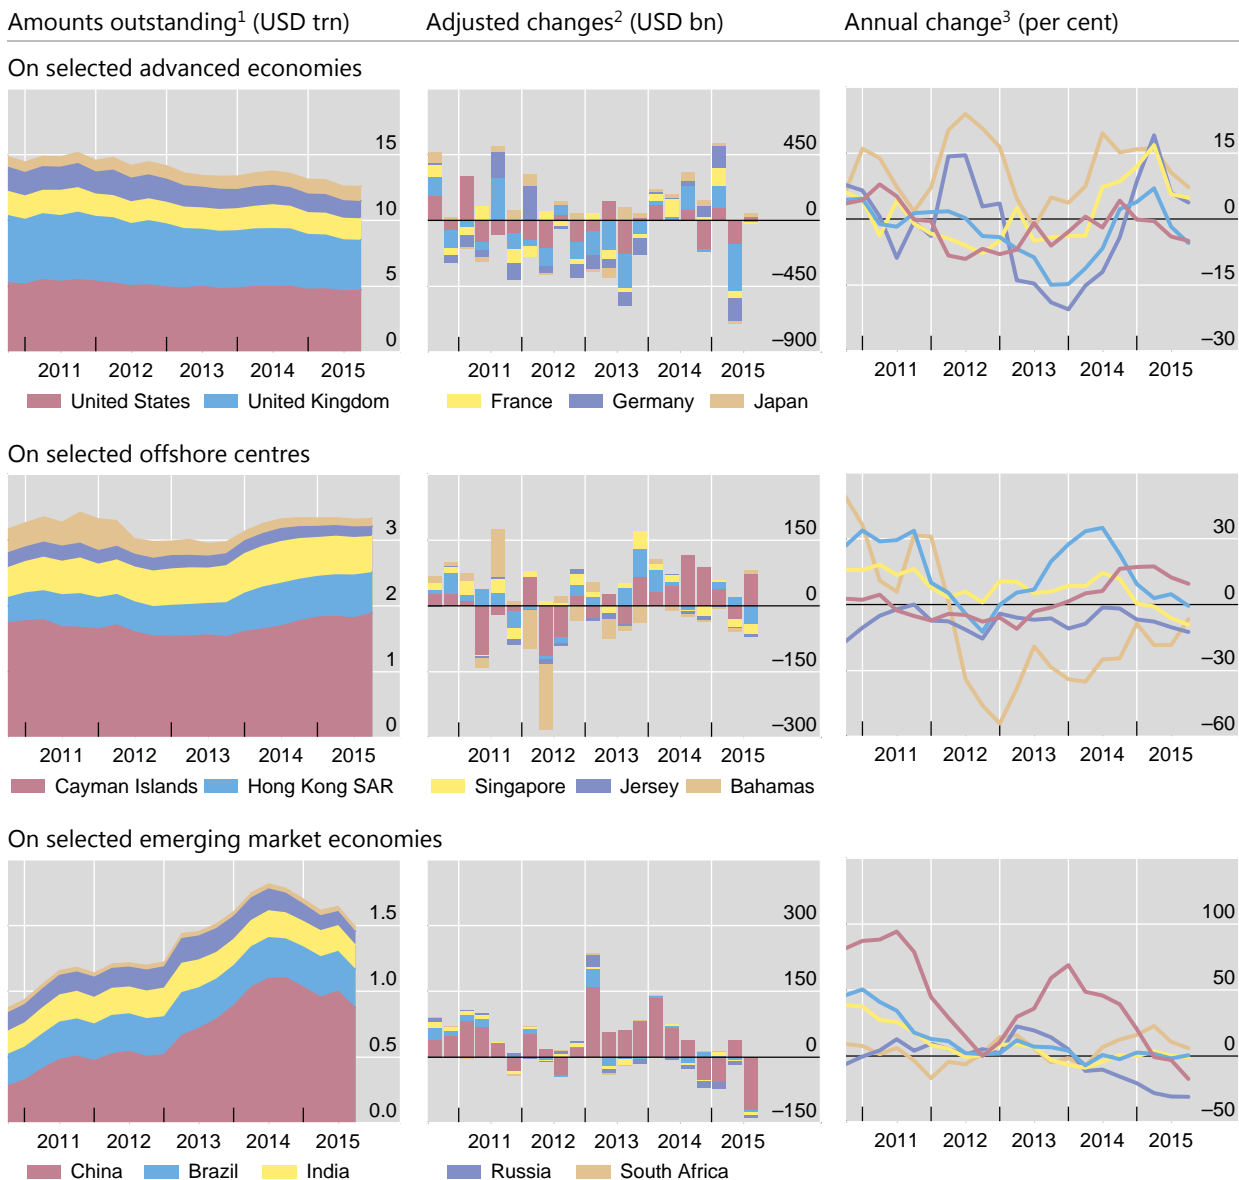 Amounts outstanding¹ (USD trn) Adjusted changes² (USD bn) Annual change³ (per cent)
On selected advanced economies
15 450 15
10 0 0
5 –450 –15
0 –900 –30
2011 2012 2013 2014 2015 2011 2012 2013 2014 2015 2011 2012 2013 2014 2015
United States United Kingdom France Germany Japan
On selected offshore centres
3 150 30
2 0 0
1 –150 –30
0 –300 –60
2011 2012 2013 2014 2015 2011 2012 2013 2014 2015 2011 2012 2013 2014 2015
Cayman Islands Hong Kong SAR Singapore Jersey Bahamas
On selected emerging market economies
1.5 300 100
1.0 150 50
0.5 0 0
0.0 –150 –50
2011 2012 2013 2014 2015 2011 2012 2013 2014 2015 2011 2012 2013 2014 2015
China Brazil India Russia South Africa